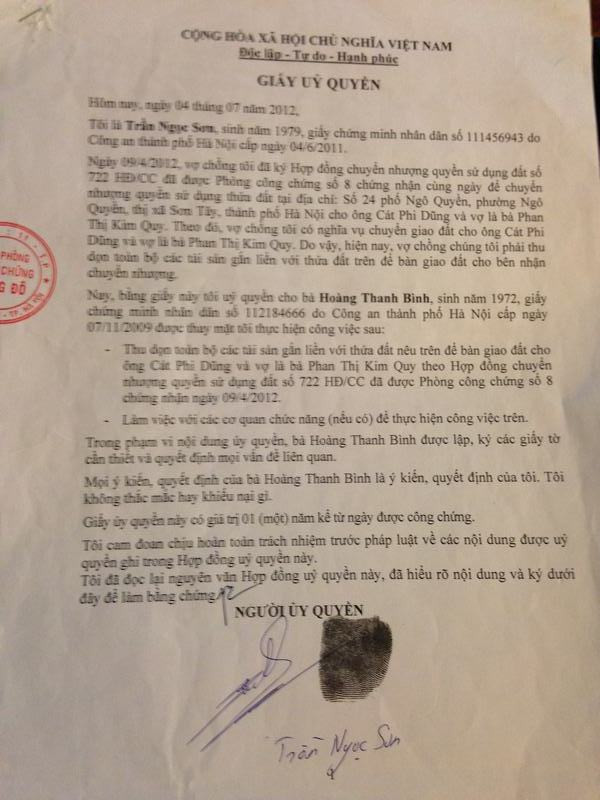 CỘNG HÒA XÃ HỘI CHỦ NGHĨA VIỆT NAM
Độc lập - Tự do - Hạnh phúc
GIẤY UỶ QUYỀN
Hôm nay, ngày 04 tháng 07 năm 2012,
Tôi là Trần Ngọc Sơn, sinh năm 1979, giấy chứng minh nhân dân số 111456943 do
Công an thành phố Hà Nội cấp ngày 04/6/2011.
Ngày 09/4/2012, vợ chồng tôi đã ký Hợp đồng chuyển nhượng quyền sử dụng đất số
722 HĐ/CC đã được Phòng công chứng số 8 chứng nhận cùng ngày để chuyển
nhượng quyền sử dụng thửa đất tại địa chỉ: Số 24 phố Ngô Quyền, phường Ngô
Quyền, thị xã Sơn Tây, thành phố Hà Nội cho ông Cát Phi Dũng và vợ là bà Phan
Thị Kim Quy. Theo đó, vợ chồng tôi có nghĩa vụ chuyển giao đất cho ông Cát Phi
Dũng và vợ là bà Phan Thị Kim Quy. Do vậy, hiện nay, vợ chồng chúng tôi phải thu
dọn toàn bộ các tài sản gắn liền với thửa đất trên để bàn giao đất cho bên nhận
chuyển nhượng.
PHÒNG
CHỨNG
G ĐÔ
Nay, bằng giấy này tôi uỷ quyền cho bà Hoàng Thanh Bình, sinh năm 1972, giấy
chứng minh nhân dân số 112184666 do Công an thành phố Hà Nội cấp ngày
07/11/2009 được thay mặt tôi thực hiện công việc sau:
- Thu dọn toàn bộ các tài sản gắn liền với thửa đất nêu trên để bàn giao đất cho
ông Cát Phi Dũng và vợ là bà Phan Thị Kim Quy theo Hợp đồng chuyển
nhượng quyền sử dụng đất số 722 HĐ/CC đã được Phòng công chứng số 8
chứng nhận ngày 09/4/2012.
- Làm việc với các cơ quan chức năng (nếu có) để thực hiện công việc trên.
Trong phạm vi nội dung ủy quyền, bà Hoàng Thanh Bình được lập, ký các giấy tờ
cần thiết và quyết định mọi vấn đề liên quan.
Mọi ý kiến, quyết định của bà Hoàng Thanh Bình là ý kiến, quyết định của tôi. Tôi
không thắc mắc hay khiếu nại gì.
Giấy ủy quyền này có giá trị 01 (một) năm kể từ ngày được công chứng.
Tôi cam đoan chịu hoàn toàn trách nhiệm trước pháp luật về các nội dung được uỷ
quyền ghi trong Hợp đồng uỷ quyền này.
Tôi đã đọc lại nguyên văn Hợp đồng uỷ quyền này, đã hiểu rõ nội dung và ký dưới
đây để làm bằng chứng
NGƯỜI ỦY QUYỀN
Trần Ngọc Sơn